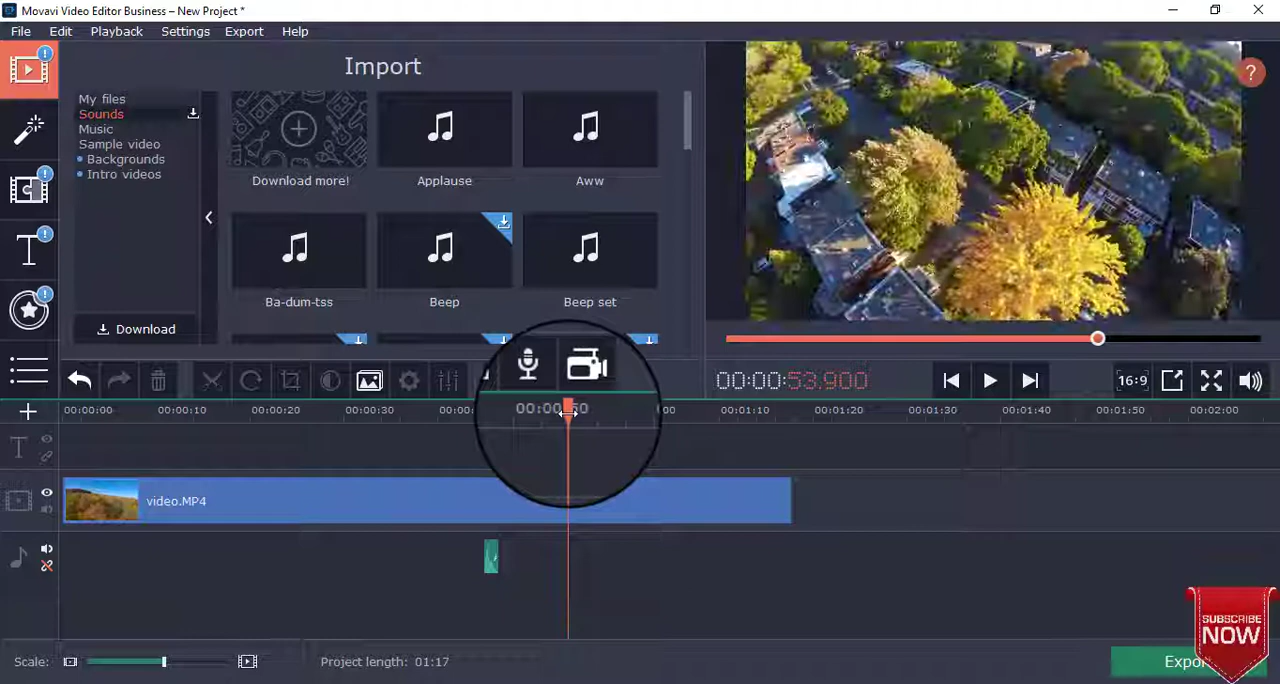 Movavi Video Editor Business – New Project *
File Edit Playback Settings Export Help
Import
My files
Sounds
Music
Sample video
Backgrounds
Intro videos
Download
Download more!
Applause
Aww
Ba-dum-tss
Beep
Beep set
?
00:00:53.900
16:9
00:00:00 00:00:10 00:00:20 00:00:30 00:01:10 00:01:20 00:01:30 00:01:40 00:01:50 00:02:00
T
video.MP4
SUBSCRIBE
NOW
Scale:
Project length: 01:17